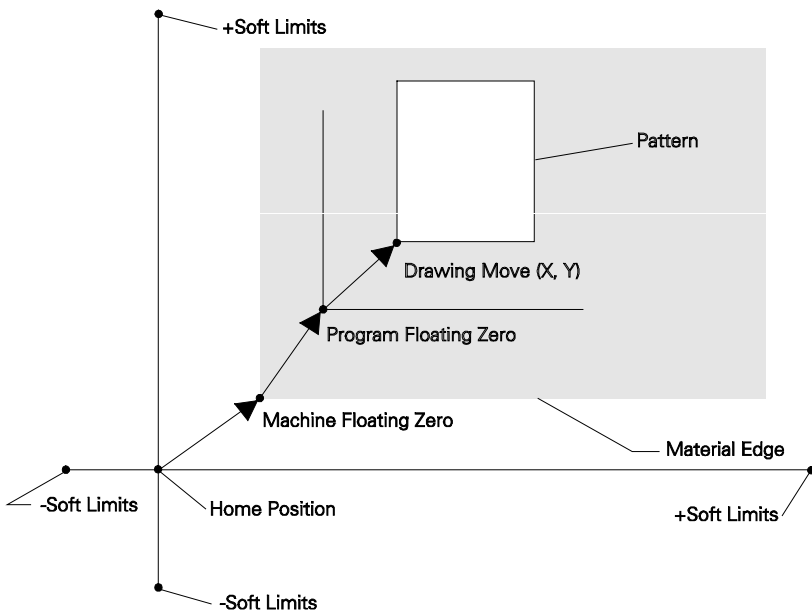 +Soft Limits
Pattern
Drawing Move (X, Y)
Program Floating Zero
Machine Floating Zero
Material Edge
-Soft Limits
Home Position
+Soft Limits
-Soft Limits